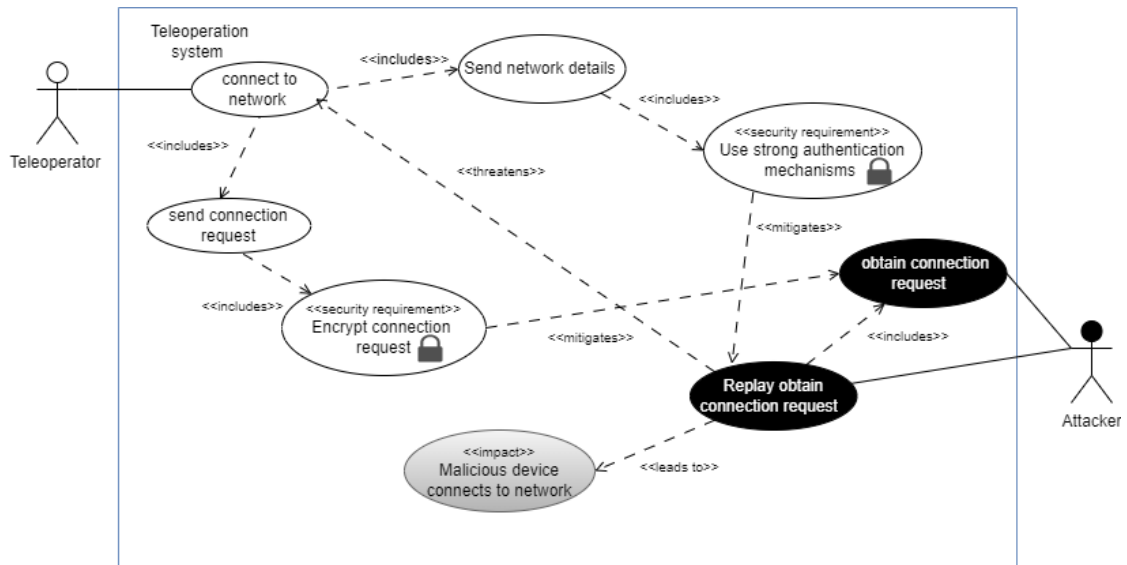 Teleoperation
system
connect to
network
<<includes>>
Send network details
<<includes>>
Teleoperator
<<includes>>
<<security requirement>>
Use strong authentication
mechanisms
<<threatens>>
send connection
request
<<mitigates>>
obtain connection
request
<<includes>>
<<security requirement>>
Encrypt connection
request
<<mitigates>>
<<includes>>
Replay obtain
connection request
Attacker
<<impact>>
Malicious device
connects to network
<<leads to>>